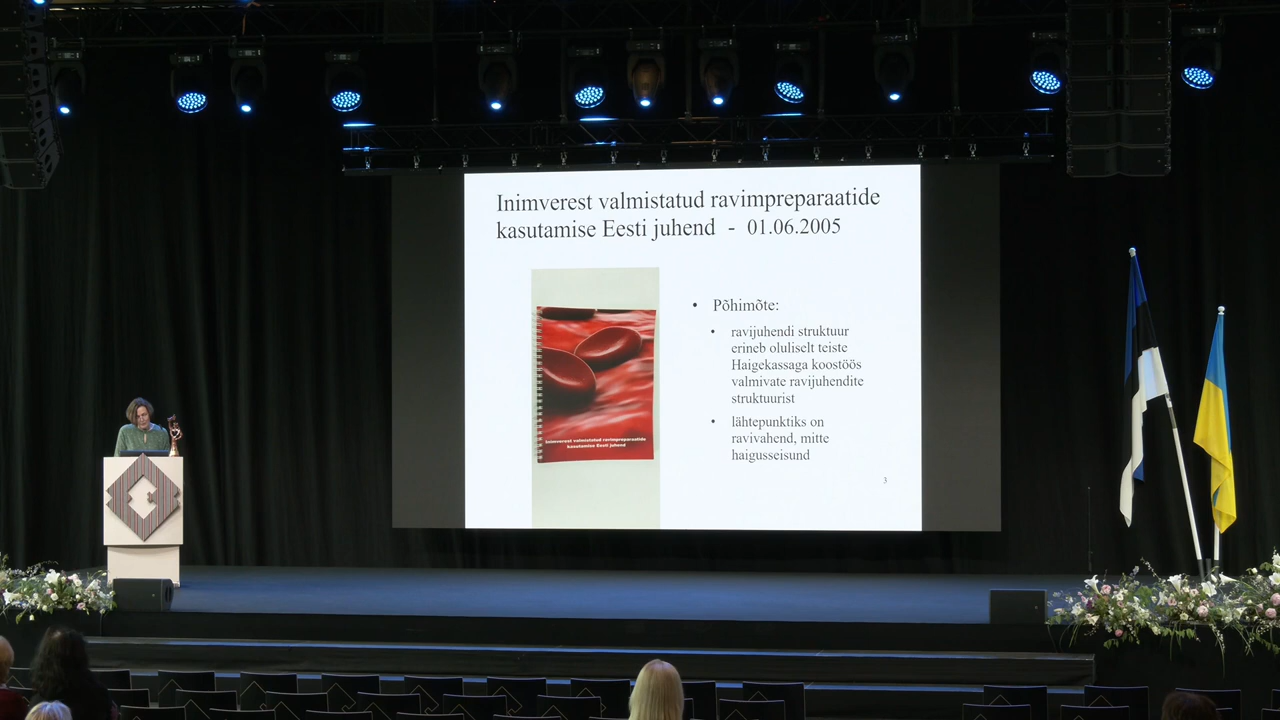 Inimverest valmistatud ravimpreparaatide
kasutamise Eesti juhend - 01.06.2005
• Põhimõte:
• ravijuhendi struktuur
erineb oluliselt teiste
Haigekassaga koostöös
valmivate ravijuhendite
struktuurist
• lähtepunktiks on
ravivahend, mitte
haigusseisund
Inimverest valmistatud ravimpreparaatide
kasutamise Eesti juhend
3